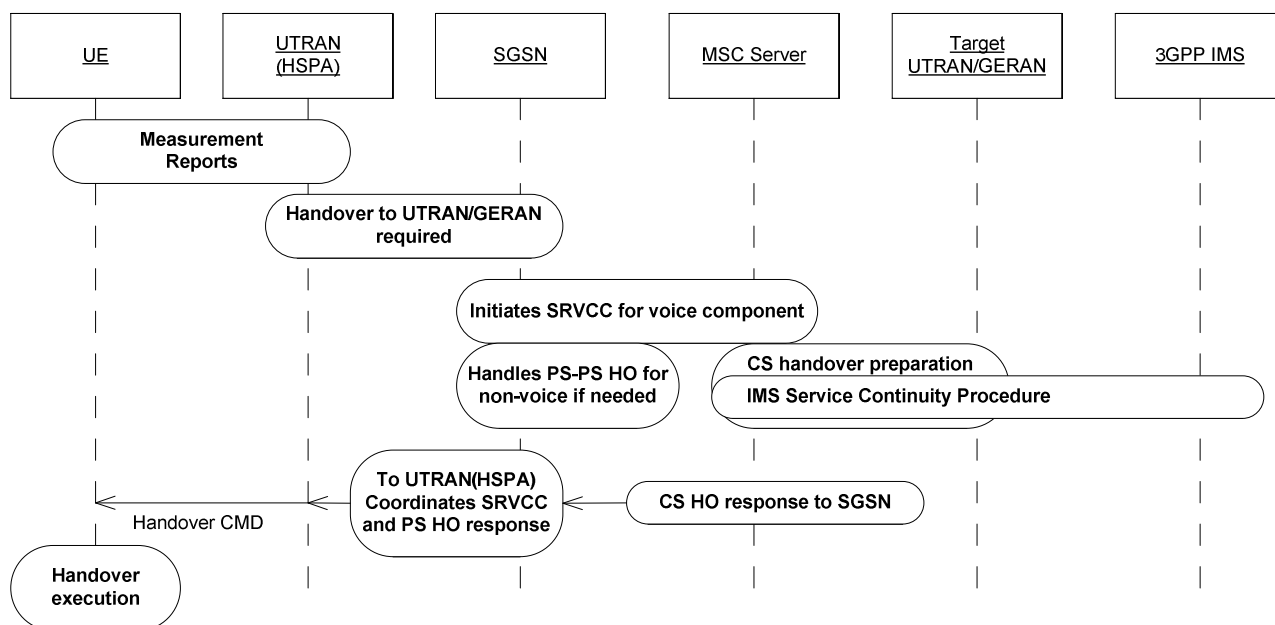 UE
UTRAN
(HSPA)
SGSN
MSC Server
Target
UTRAN/GERAN
3GPP IMS
Measurement
Reports
Handover to UTRAN/GERAN
required
Initiates SRVCC for voice component
Handles PS-PS HO for
non-voice if needed
CS handover preparation
IMS Service Continuity Procedure
To UTRAN(HSPA)
Coordinates SRVCC
and PS HO response
CS HO response to SGSN
Handover CMD
Handover
execution